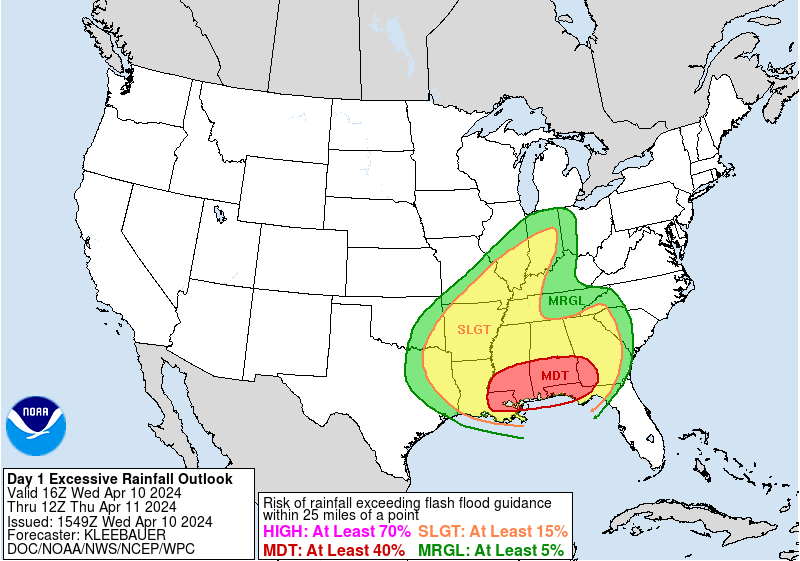 MRGL
SLGT
MDT
NOAA
Day 1 Excessive Rainfall Outlook
Valid 16Z Wed Apr 10 2024
Thru 12Z Thu Apr 11 2024
Issued: 1549Z Wed Apr 10 2024
Forecaster: KLEEBAUER
DOC/NOAA/NWS/NCEP/WPC
Risk of rainfall exceeding flash flood guidance
within 25 miles of a point
HIGH: At Least 70% SLGT: At Least 15%
MDT: At Least 40% MRGL: At Least 5%